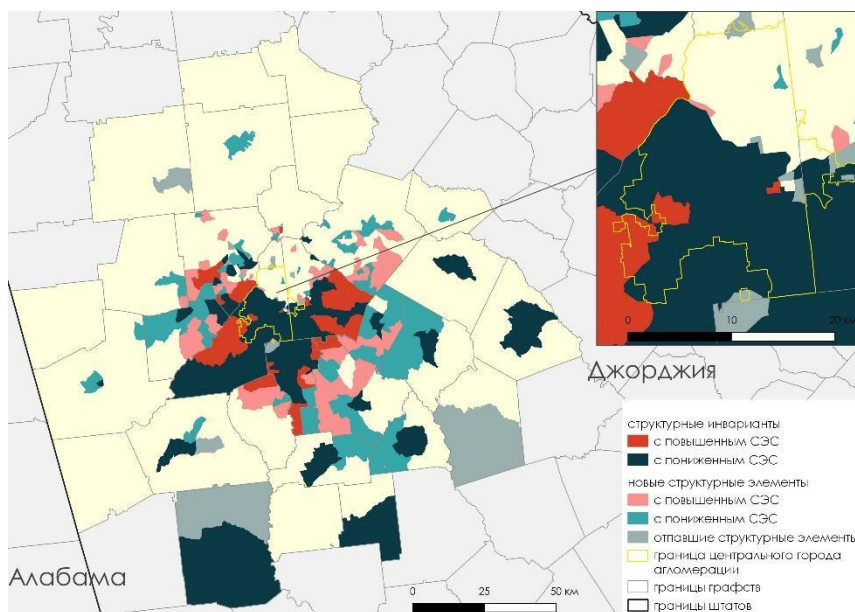 0 10 20 км
Джорджия
структурные инварианты
с повышенным СЭС
с пониженным СЭС
новые структурные элементы
с повышенным СЭС
с пониженным СЭС
отпавшие структурные элементы
граница центрального города
агломерации
границы графств
границы штатов
Алабама
0 25 50 км